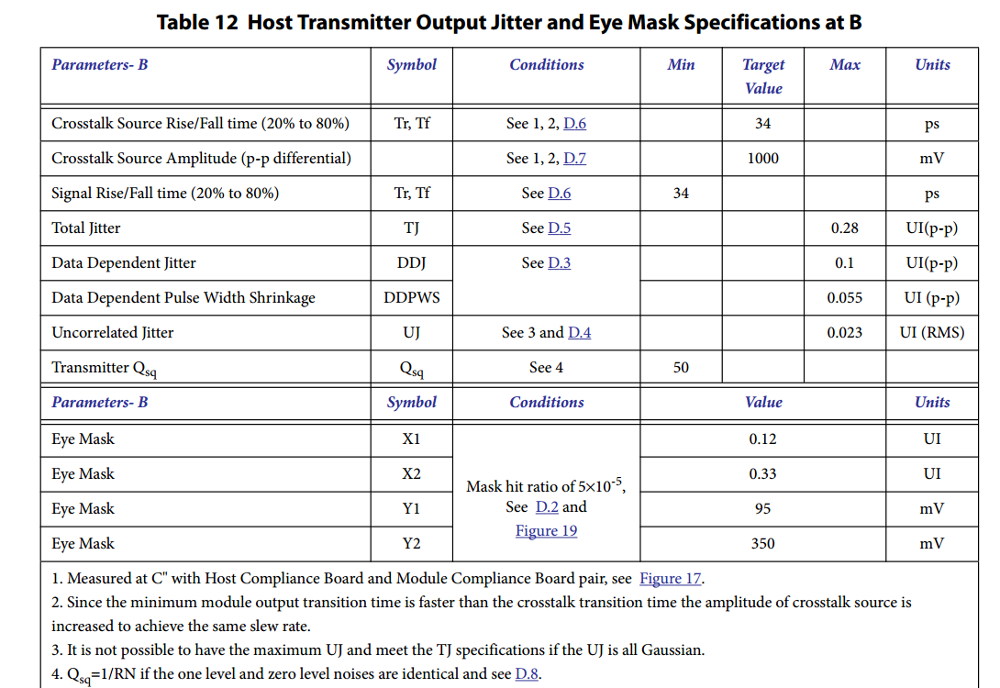 Table 12 Host Transmitter Output Jitter and Eye Mask Specifications at B
Parameters- B Symbol Conditions Min Target Value Max Units
Crosstalk Source Rise/Fall time (20% to 80%) Tr, Tf See 1, 2, D.6 34 ps
Crosstalk Source Amplitude (p-p differential) See 1, 2, D.7 1000 mV
Signal Rise/Fall time (20% to 80%) Tr, Tf See D.6 34 ps
Total Jitter TJ See D.5 0.28 UI(p-p)
Data Dependent Jitter DDJ See D.3 0.1 UI(p-p)
Data Dependent Pulse Width Shrinkage DDPWS 0.055 UI (p-p)
Uncorrelated Jitter UJ See 3 and D.4 0.023 UI (RMS)
Transmitter Qsq Qsq See 4 50
Parameters- B Symbol Conditions Value Units
Eye Mask X1 0.12 UI
Eye Mask X2 0.33 UI
Mask hit ratio of 5×10-5,
See D.2 and
Figure 19
Eye Mask Y1 95 mV
Eye Mask Y2 350 mV
1. Measured at C" with Host Compliance Board and Module Compliance Board pair, see Figure 17.
2. Since the minimum module output transition time is faster than the crosstalk transition time the amplitude of crosstalk source is
increased to achieve the same slew rate.
3. It is not possible to have the maximum UJ and meet the TJ specifications if the UJ is all Gaussian.
4. Qsq=1/RN if the one level and zero level noises are identical and see D.8.